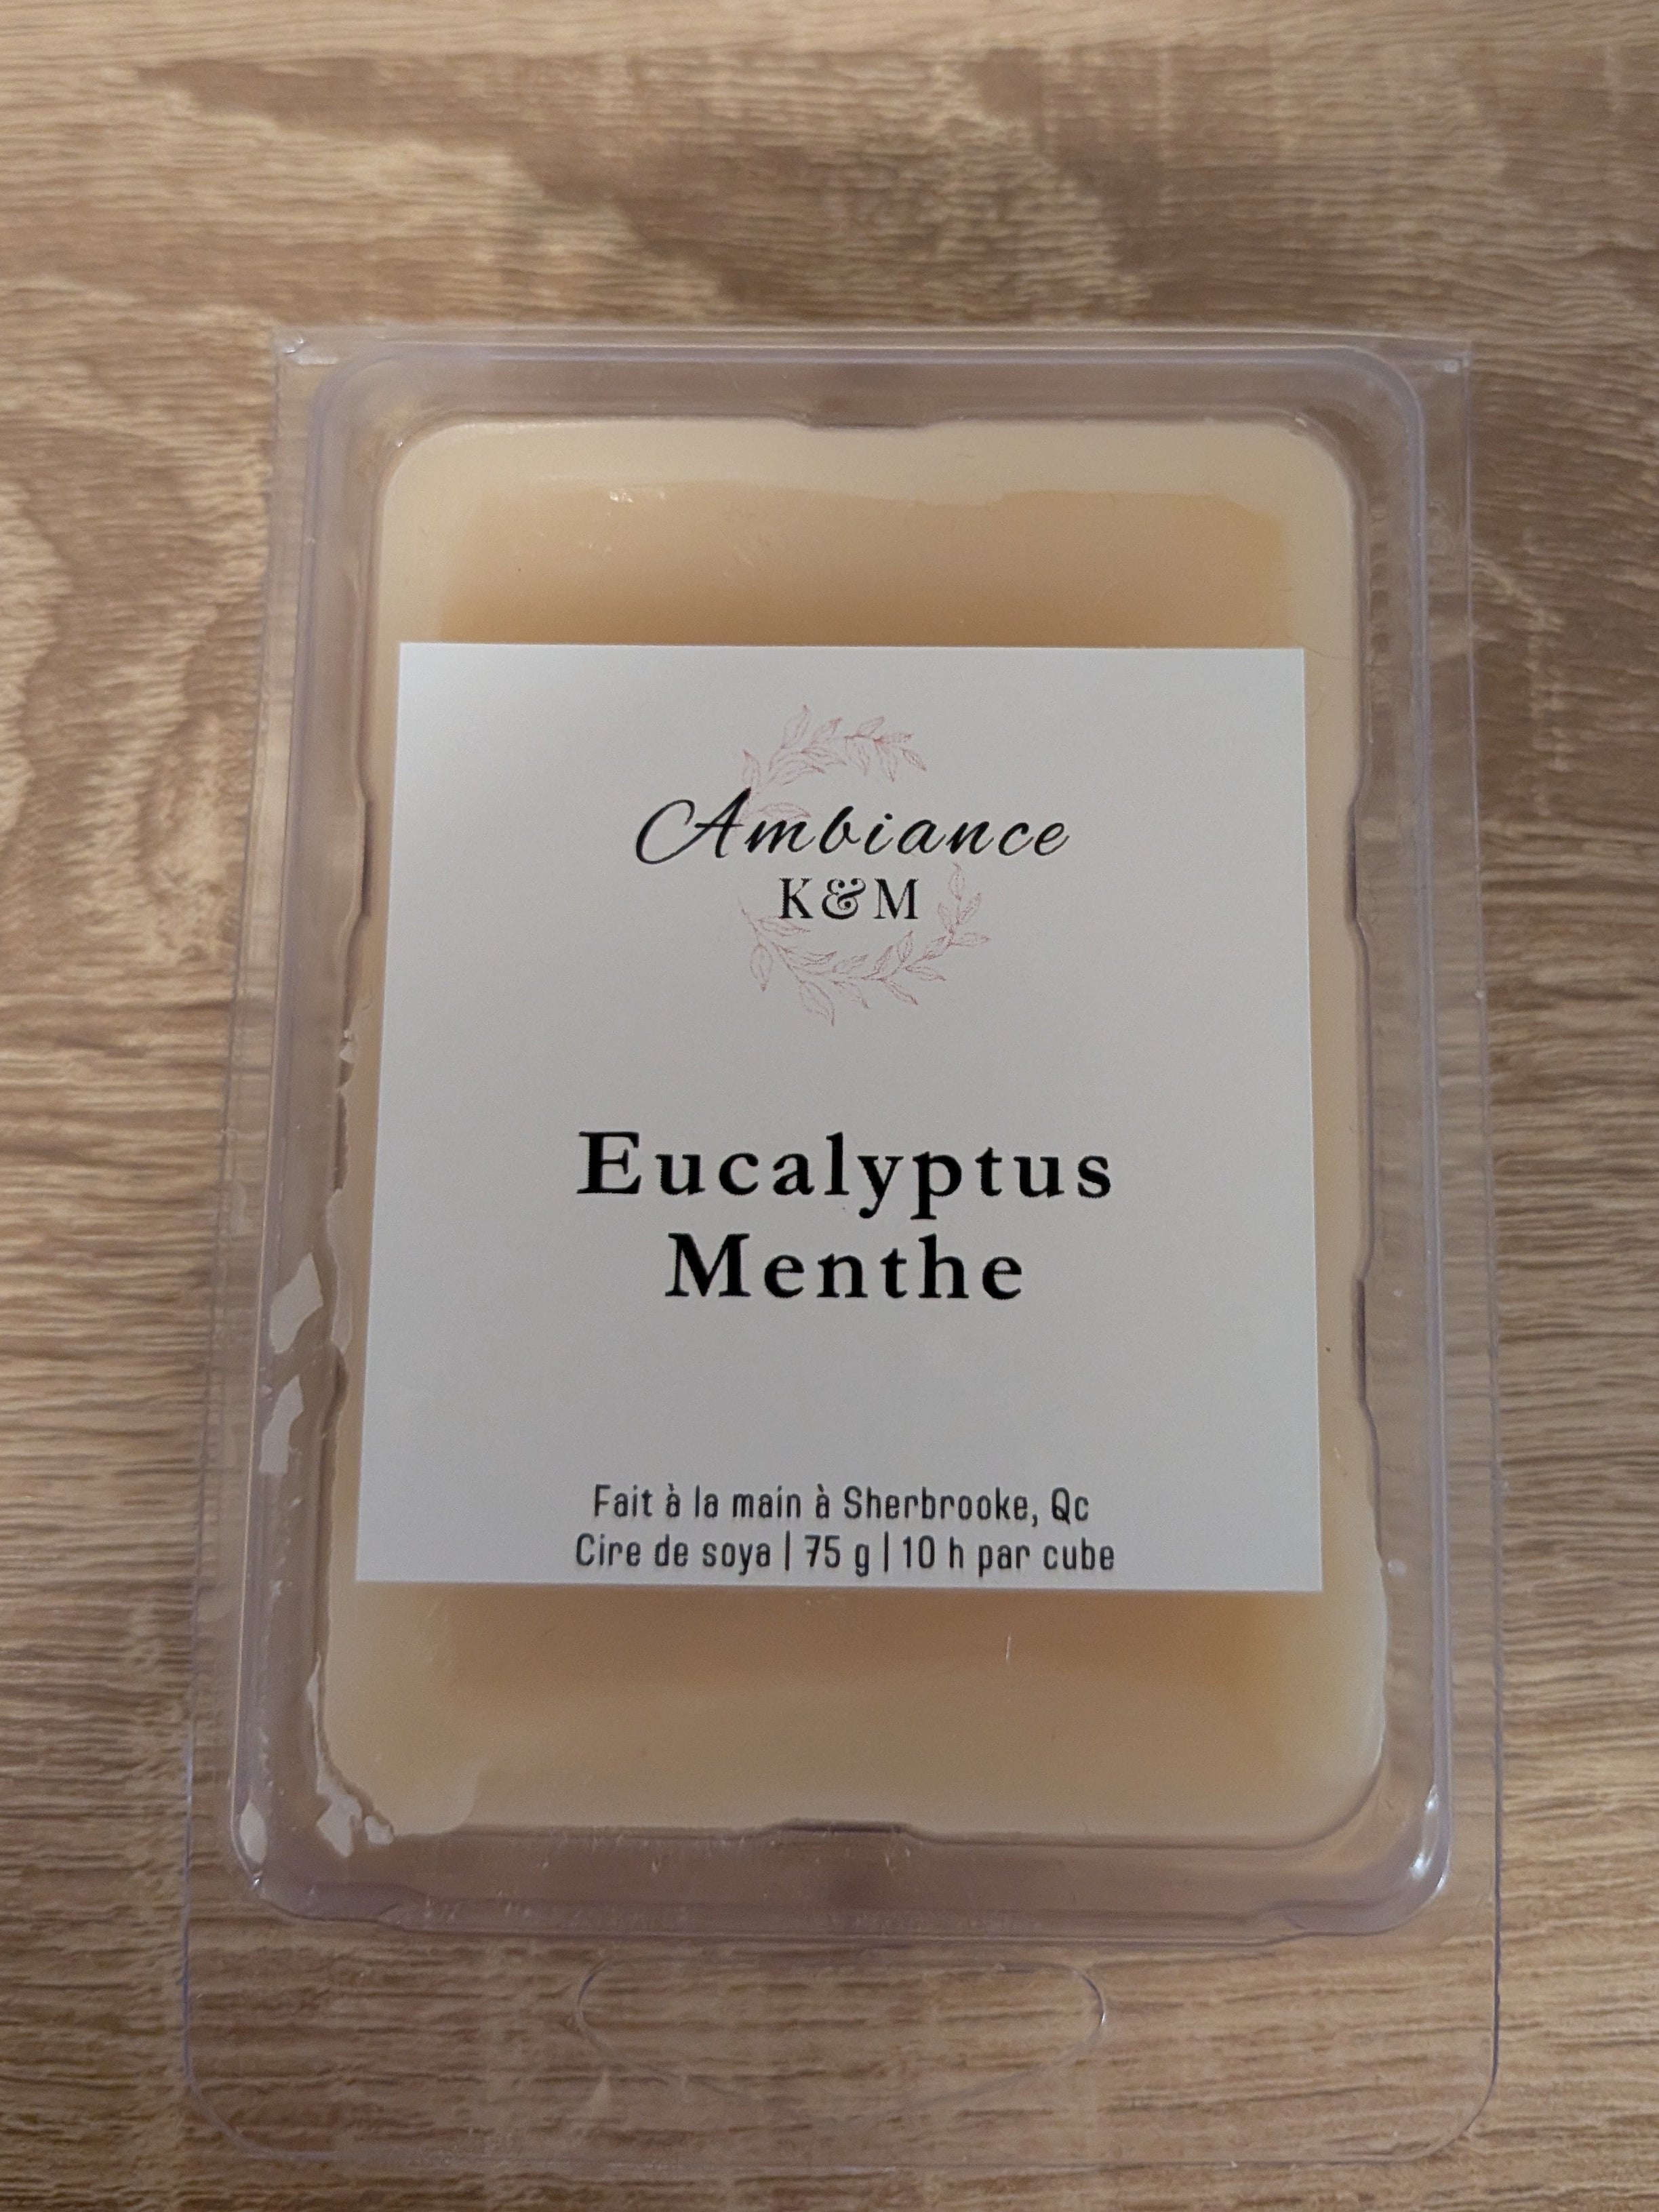 Ambiance
K&M
Eucalyptus
Menthe
Fait à la main à Sherbrooke, Qc
Cire de soya | 75 g | 10 h par cube